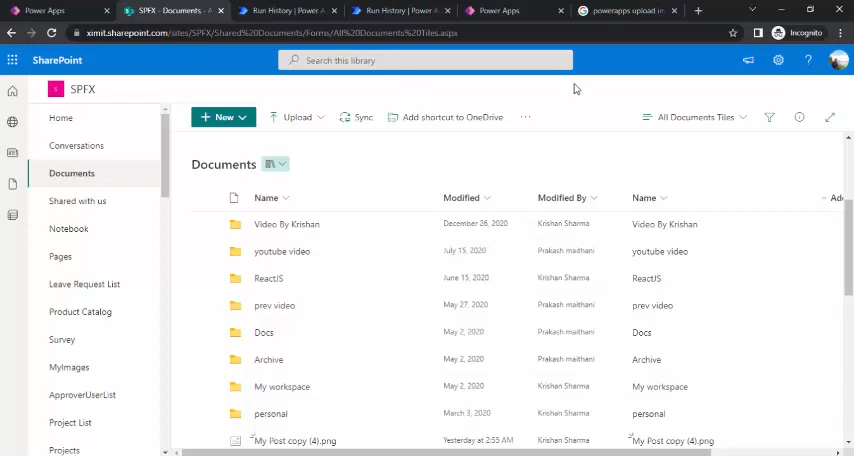 Power Apps
SPFX - Documents - A
Run History | Power A
Run History | Power A
Power Apps
powerapps upload im
ximit.sharepoint.com/sites/SPFX/Shared%20Documents/Forms/All%20Documents%20Tiles.aspx
Incognito
SharePoint
Search this library
S
SPFX
Home
Conversations
Documents
Shared with us
Notebook
Pages
Leave Request List
Product Catalog
Survey
MyImages
ApproverUserList
Project List
Projects
New
Upload
Sync
Add shortcut to OneDrive
All Documents Tiles
Documents
Name Modified Modified By Name
Video By Krishan December 26, 2020 Krishan Sharma Video By Krishan
youtube video July 15, 2020 Prakash maithani youtube video
ReactJS June 15, 2020 Krishan Sharma ReactJS
prev video May 27, 2020 Prakash maithani prev video
Docs May 2, 2020 Prakash maithani Docs
Archive May 2, 2020 Prakash maithani Archive
My workspace May 2, 2020 Krishan Sharma My workspace
personal March 3, 2020 Krishan Sharma personal
My Post copy (4).png Yesterday at 2:55 AM Krishan Sharma My Post copy (4).png